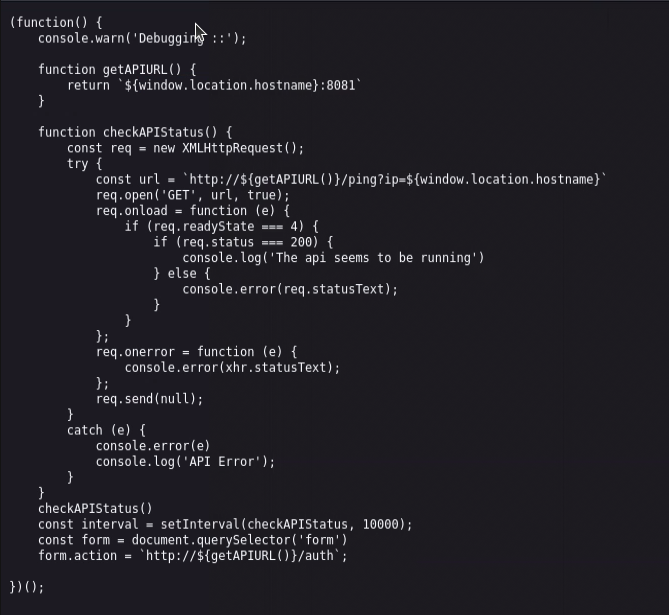 (function() {
    console.warn('Debugging ::');

    function getAPIURL() {
        return `${window.location.hostname}:8081`
    }

    function checkAPIStatus() {
        const req = new XMLHttpRequest();
        try {
            const url = `http://${getAPIURL()}/ping?ip=${window.location.hostname}`
            req.open('GET', url, true);
            req.onload = function (e) {
                if (req.readyState === 4) {
                    if (req.status === 200) {
                        console.log('The api seems to be running')
                    } else {
                        console.error(req.statusText);
                    }
                }
            };
            req.onerror = function (e) {
                console.error(xhr.statusText);
            };
            req.send(null);
        }
        catch (e) {
            console.error(e)
            console.log('API Error');
        }
    }
    checkAPIStatus()
    const interval = setInterval(checkAPIStatus, 10000);
    const form = document.querySelector('form')
    form.action = `http://${getAPIURL()}/auth`;

})();